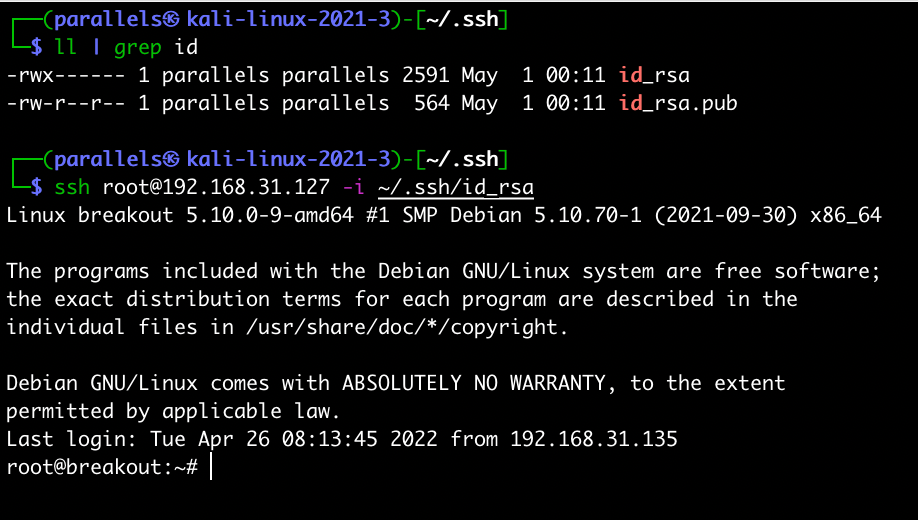 ┌──(parallels㉿kali-linux-2021-3)-[~/.ssh]
└─$ ll | grep id
-rwx------ 1 parallels parallels 2591 May  1 00:11 id_rsa
-rw-r--r-- 1 parallels parallels  564 May  1 00:11 id_rsa.pub

┌──(parallels㉿kali-linux-2021-3)-[~/.ssh]
└─$ ssh root@192.168.31.127 -i ~/.ssh/id_rsa
Linux breakout 5.10.0-9-amd64 #1 SMP Debian 5.10.70-1 (2021-09-30) x86_64

The programs included with the Debian GNU/Linux system are free software;
the exact distribution terms for each program are described in the
individual files in /usr/share/doc/*/copyright.

Debian GNU/Linux comes with ABSOLUTELY NO WARRANTY, to the extent
permitted by applicable law.
Last login: Tue Apr 26 08:13:45 2022 from 192.168.31.135
root@breakout:~#